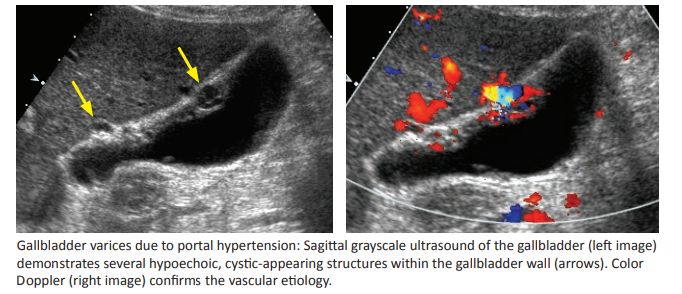 Gallbladder varices due to portal hypertension: Sagittal grayscale ultrasound of the gallbladder (left image)
demonstrates several hypoechoic, cystic-appearing structures within the gallbladder wall (arrows). Color
Doppler (right image) confirms the vascular etiology.